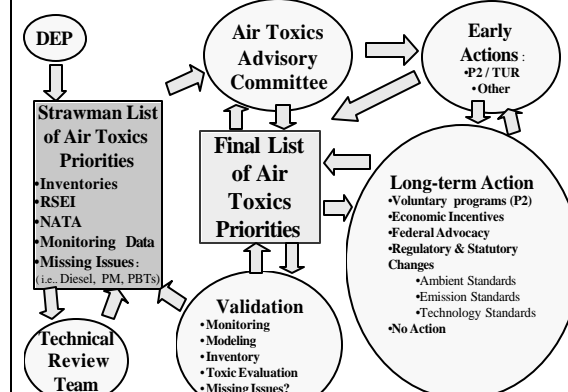 DEP
Strawman List
of Air Toxics
Priorities
•Inventories
•RSEI
•NATA
•Monitoring Data
•Missing Issues:
(i.e., Diesel, PM, PBTs)
Technical
Review
Team
Air Toxics
Advisory
Committee
Final List
of Air
Toxics
Priorities
Validation
•Monitoring
•Modeling
•Inventory
•Toxic Evaluation
•Missing Issues?
Early
Actions :
•P2 / TUR
•Other
Long-term Action
•Voluntary programs (P2)
•Economic Incentives
•Federal Advocacy
•Regulatory & Statutory
Changes
•Ambient Standards
•Emission Standards
•Technology Standards
•No Action